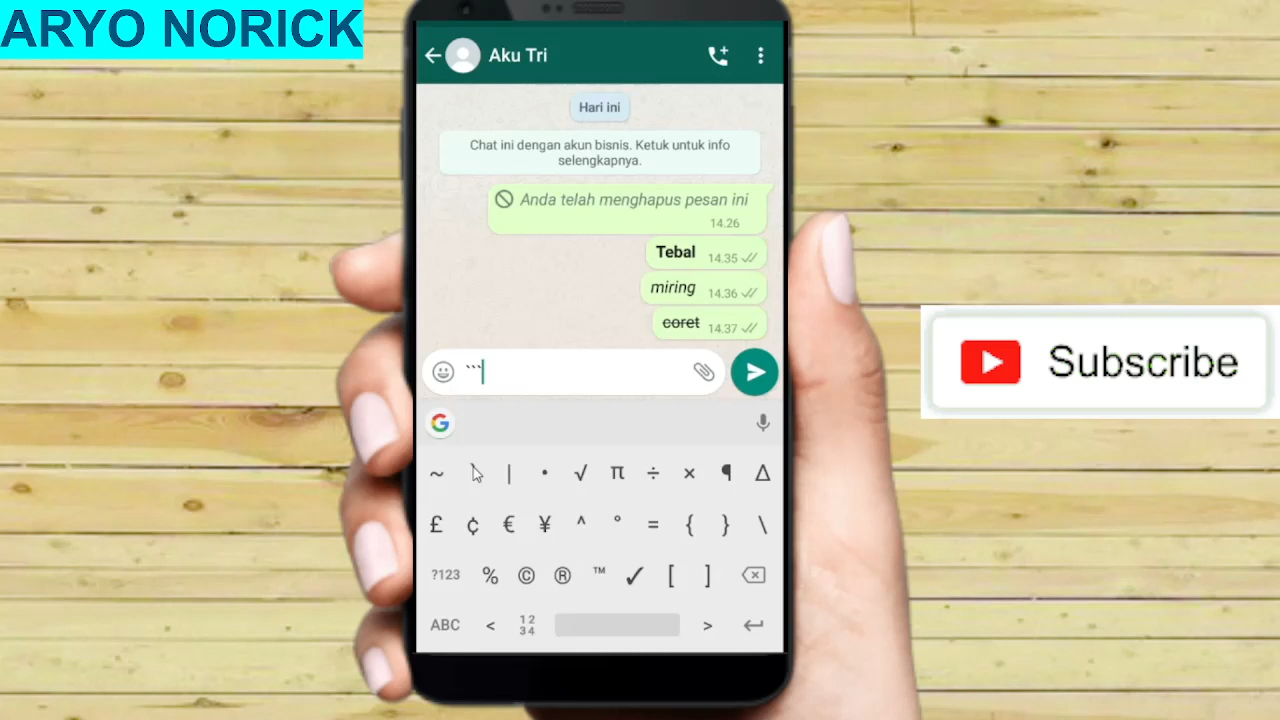 ARYO NORICK
Aku Tri
Hari ini
Chat ini dengan akun bisnis. Ketuk untuk info
selengkapnya.
Anda telah menghapus pesan ini
14.26
Tebal 14.35
miring 14.36
coret 14.37
```
Subscribe
G
~ | • √ π ÷ × ¶ Δ
£ ¢ € ¥ ^ ° = { } \
?123 % © ® ™ ✓ [ ]
ABC < 12 34 >